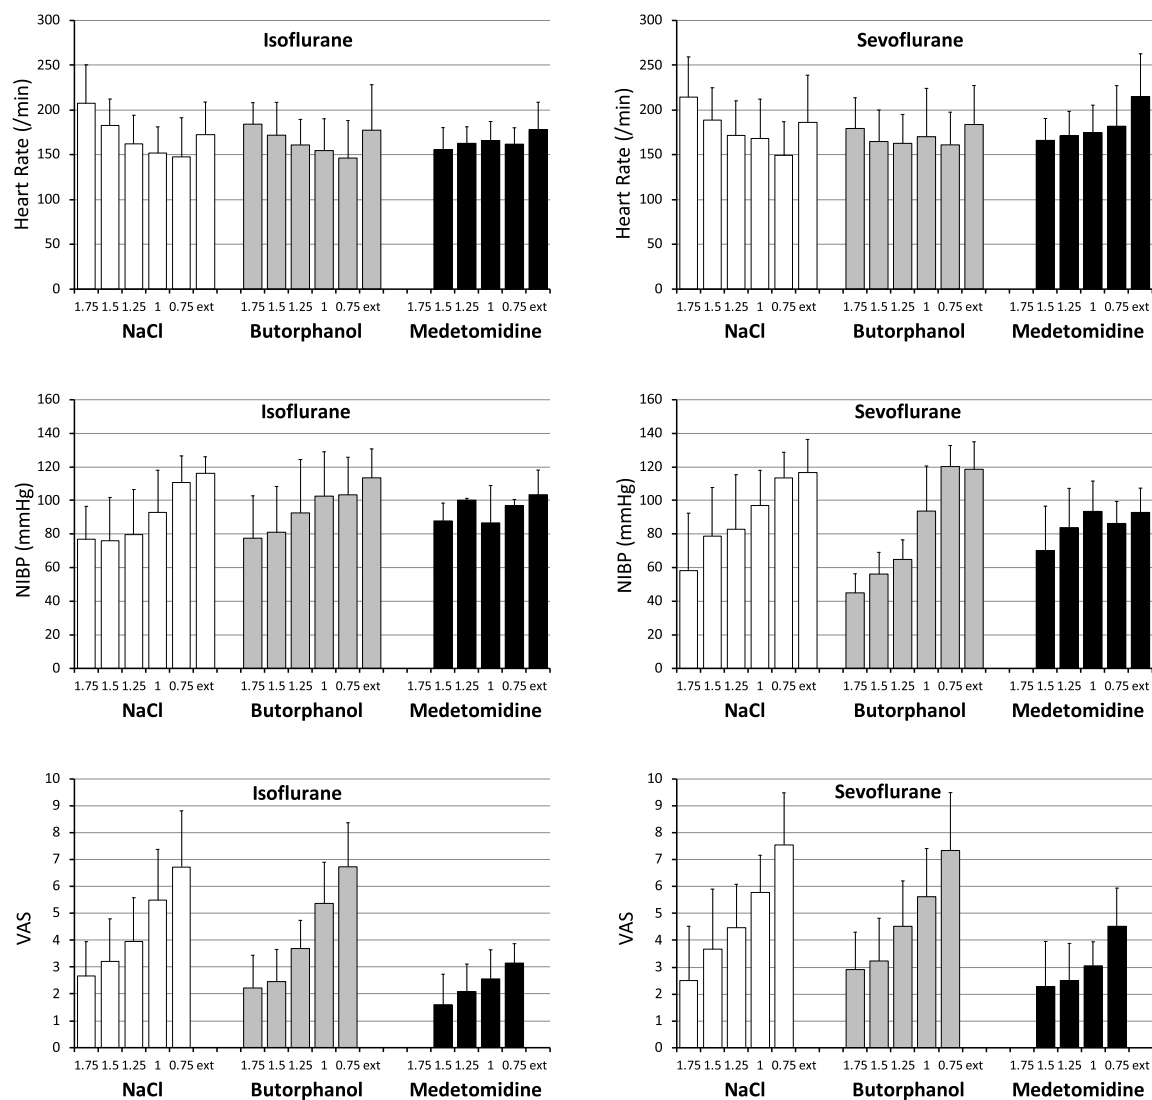 Isoflurane
Heart Rate (/min)
300
250
200
150
100
50
0
1.75 1.5 1.25 1 0.75 ext 1.75 1.5 1.25 1 0.75 ext 1.75 1.5 1.25 1 0.75 ext
NaCl Butorphanol Medetomidine
Sevoflurane
Heart Rate (/min)
300
250
200
150
100
50
0
1.75 1.5 1.25 1 0.75 ext 1.75 1.5 1.25 1 0.75 ext 1.75 1.5 1.25 1 0.75 ext
NaCl Butorphanol Medetomidine
Isoflurane
NIBP (mmHg)
160
140
120
100
80
60
40
20
0
1.75 1.5 1.25 1 0.75 ext 1.75 1.5 1.25 1 0.75 ext 1.75 1.5 1.25 1 0.75 ext
NaCl Butorphanol Medetomidine
Sevoflurane
NIBP (mmHg)
160
140
120
100
80
60
40
20
0
1.75 1.5 1.25 1 0.75 ext 1.75 1.5 1.25 1 0.75 ext 1.75 1.5 1.25 1 0.75 ext
NaCl Butorphanol Medetomidine
Isoflurane
VAS
10
9
8
7
6
5
4
3
2
1
0
1.75 1.5 1.25 1 0.75 ext 1.75 1.5 1.25 1 0.75 ext 1.75 1.5 1.25 1 0.75 ext
NaCl Butorphanol Medetomidine
Sevoflurane
VAS
10
9
8
7
6
5
4
3
2
1
0
1.75 1.5 1.25 1 0.75 ext 1.75 1.5 1.25 1 0.75 ext 1.75 1.5 1.25 1 0.75 ext
NaCl Butorphanol Medetomidine